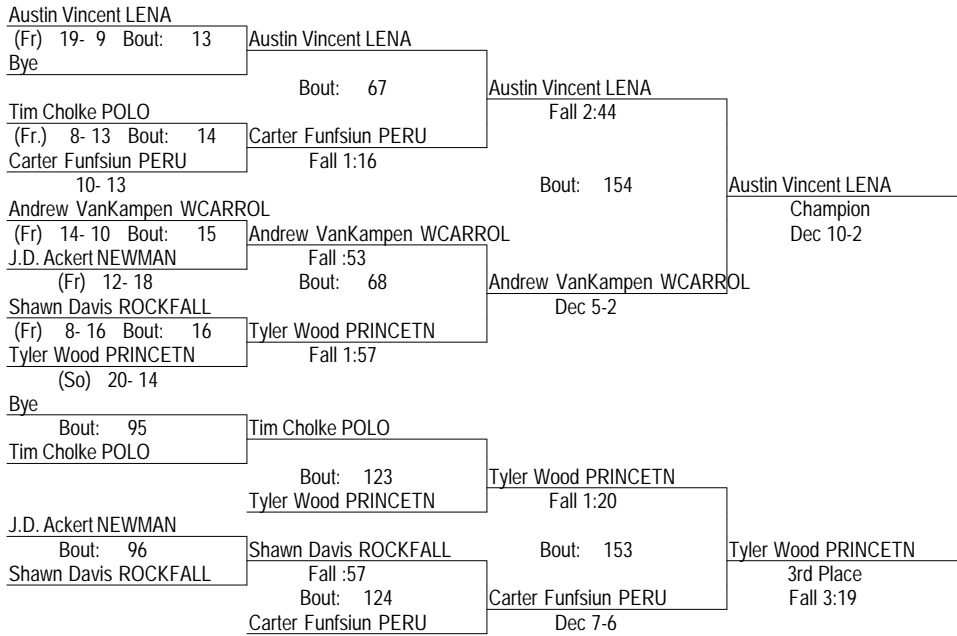 Austin Vincent LENA
(Fr) 19- 9 Bout: 13
Austin Vincent LENA
Bye
Bout: 67
Austin Vincent LENA
Tim Cholke POLO
Fall 2:44
(Fr.) 8- 13 Bout: 14
Carter Funfsiun PERU
Carter Funfsiun PERU
Fall 1:16
10- 13
Bout: 154
Austin Vincent LENA
Andrew VanKampen WCARROL
Champion
(Fr) 14- 10 Bout: 15
Andrew VanKampen WCARROL
Dec 10-2
J.D. Ackert NEWMAN
Fall :53
(Fr) 12- 18
Bout: 68
Andrew VanKampen WCARROL
Shawn Davis ROCKFALL
Dec 5-2
(Fr) 8- 16 Bout: 16
Tyler Wood PRINCETN
Tyler Wood PRINCETN
Fall 1:57
(So) 20- 14
Bye
Bout: 95
Tim Cholke POLO
Tim Cholke POLO
Bout: 123
Tyler Wood PRINCETN
Tyler Wood PRINCETN
Fall 1:20
J.D. Ackert NEWMAN
Bout: 96
Shawn Davis ROCKFALL
Bout: 153
Tyler Wood PRINCETN
Shawn Davis ROCKFALL
Fall :57
3rd Place
Bout: 124
Carter Funfsiun PERU
Fall 3:19
Carter Funfsiun PERU
Dec 7-6